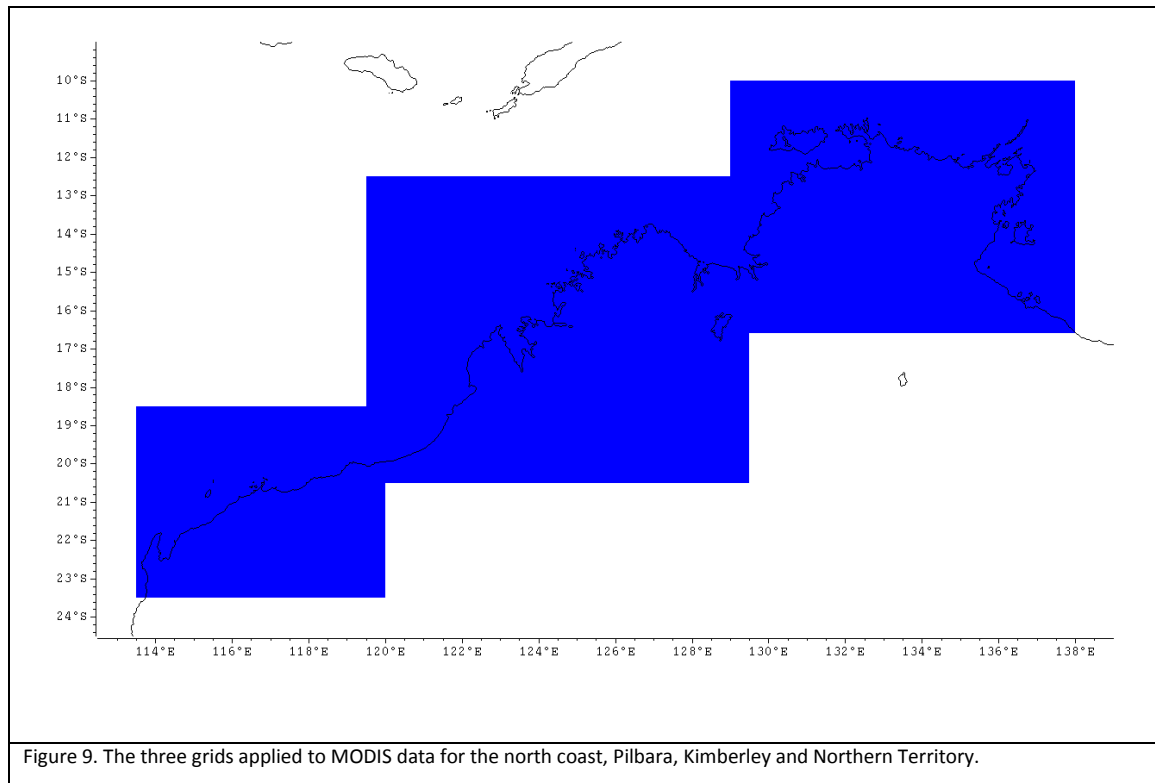 10°S
11°S
12°S
13°S
14°S
15°S
16°S
17°S
18°S
19°S
20°S
21°S
22°S
23°S
24°S
114°E 116°E 118°E 120°E 122°E 124°E 126°E 128°E 130°E 132°E 134°E 136°E 138°E
Figure 9. The three grids applied to MODIS data for the north coast, Pilbara, Kimberley and Northern Territory.